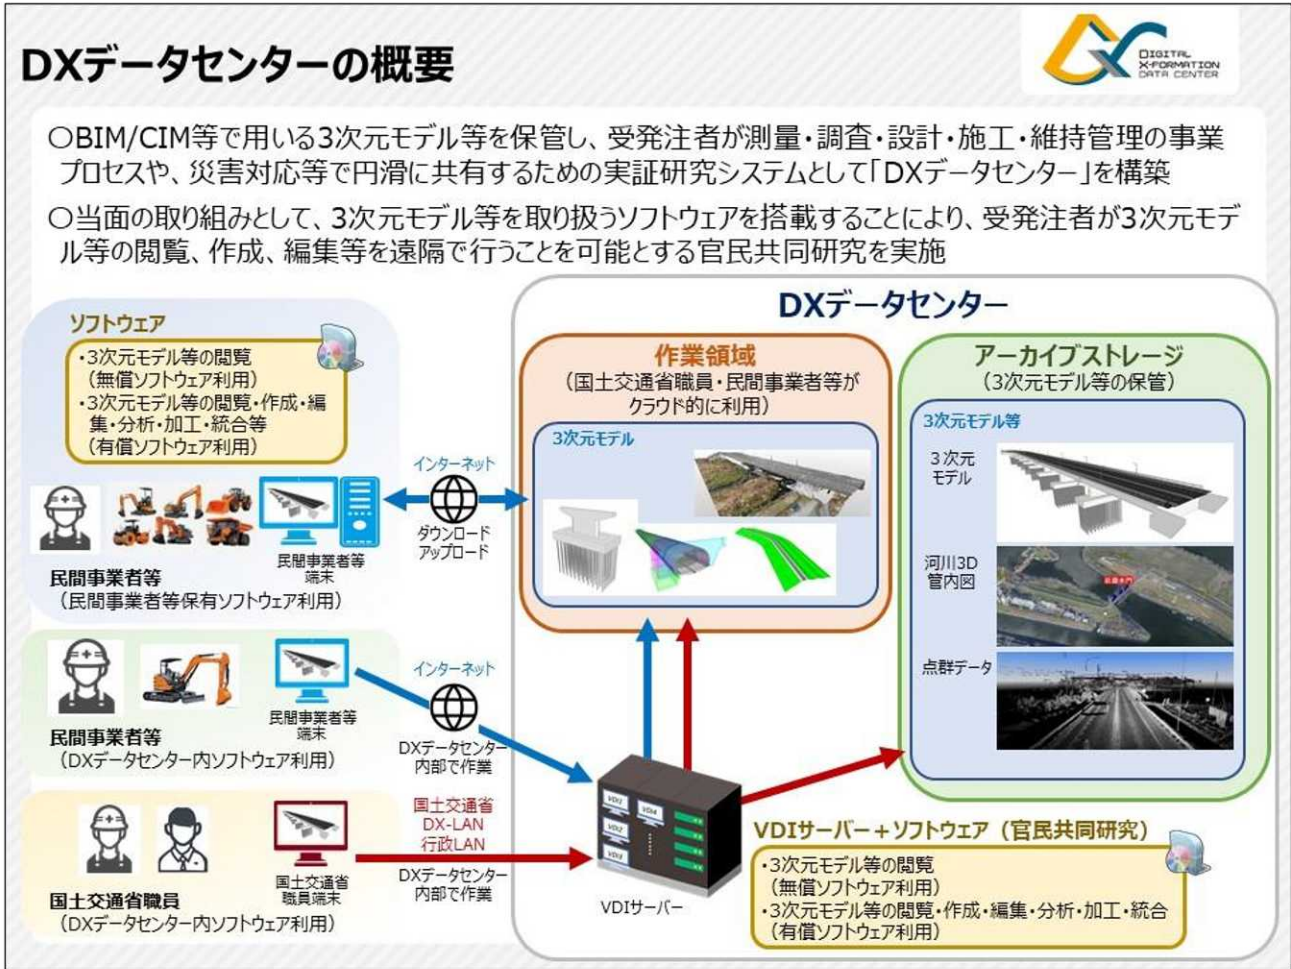 DXデータセンターの概要
DIGITAL
X-FORMATION
DATA CENTER
○BIM/CIM等で用いる3次元モデル等を保管し、受発注者が測量・調査・設計・施工・維持管理の事業
プロセスや、災害対応等で円滑に共有するための実証研究システムとして「DXデータセンター」を構築
○当面の取り組みとして、3次元モデル等を取り扱うソフトウェアを搭載することにより、受発注者が3次元モデ
ル等の閲覧、作成、編集等を遠隔で行うことを可能とする官民共同研究を実施
ソフトウェア
・3次元モデル等の閲覧
(無償ソフトウェア利用)
・3次元モデル等の閲覧・作成・編
集・分析・加工・統合等
(有償ソフトウェア利用)
民間事業者等
端末
民間事業者等
(民間事業者等保有ソフトウェア利用)
インターネット
ダウンロード
アップロード
民間事業者等
端末
民間事業者等
(DXデータセンター内ソフトウェア利用)
インターネット
DXデータセンター
内部で作業
国土交通省
職員端末
国土交通省職員
(DXデータセンター内ソフトウェア利用)
国土交通省
DX-LAN
行政LAN
DXデータセンター
内部で作業
DXデータセンター
作業領域
(国土交通省職員・民間事業者等が
クラウド的に利用)
3次元モデル
アーカイブストレージ
(3次元モデル等の保管)
3次元モデル等
3次元
モデル
河川3D
管内図
点群データ
VDI1
VDI2
VDI3
VDI4
VDIサーバー
VDIサーバー+ソフトウェア(官民共同研究)
・3次元モデル等の閲覧
(無償ソフトウェア利用)
・3次元モデル等の閲覧・作成・編集・分析・加工・統合
(有償ソフトウェア利用)